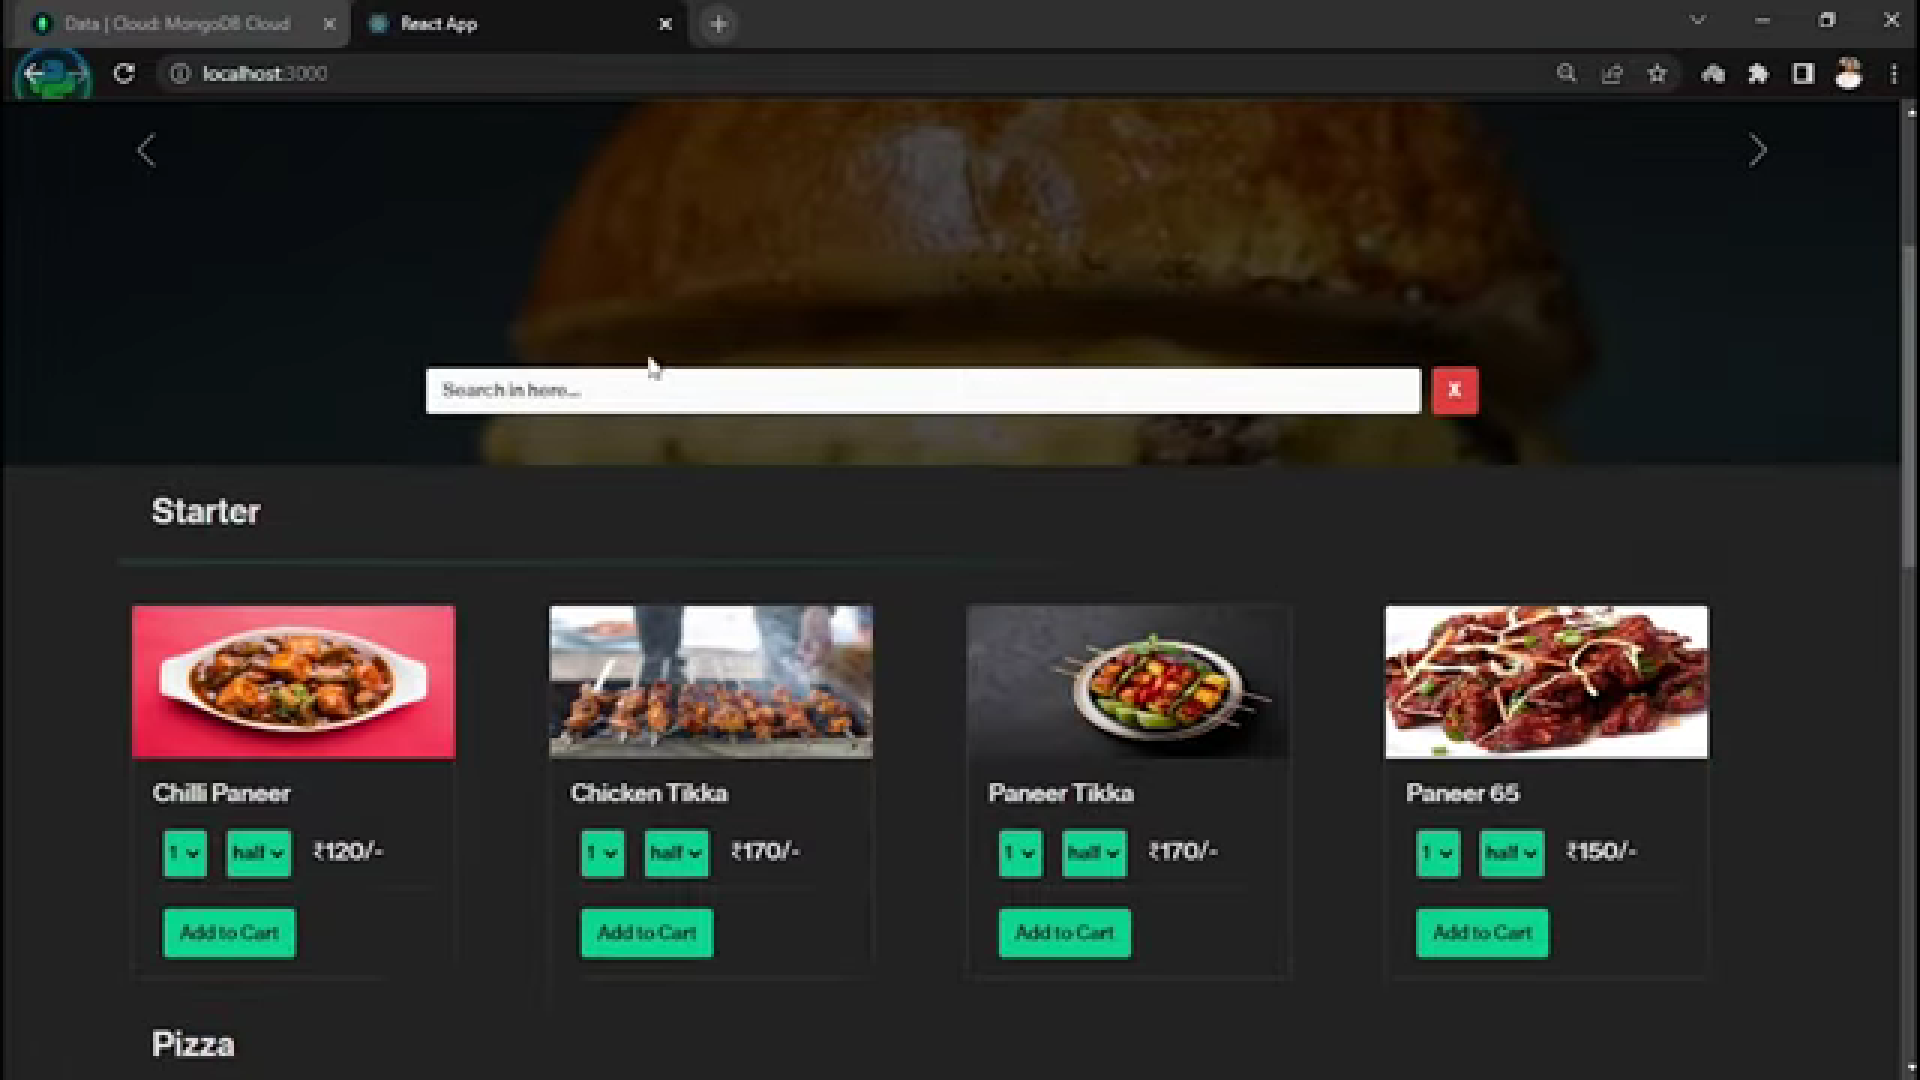 Data | Cloud: MongoDB Cloud
React App
localhost:3000
Search in here...
X
Starter
Chilli Paneer
Chicken Tikka
Paneer Tikka
Paneer 65
1 half ₹120/-
1 half ₹170/-
1 half ₹170/-
1 half ₹150/-
Add to Cart
Add to Cart
Add to Cart
Add to Cart
Pizza